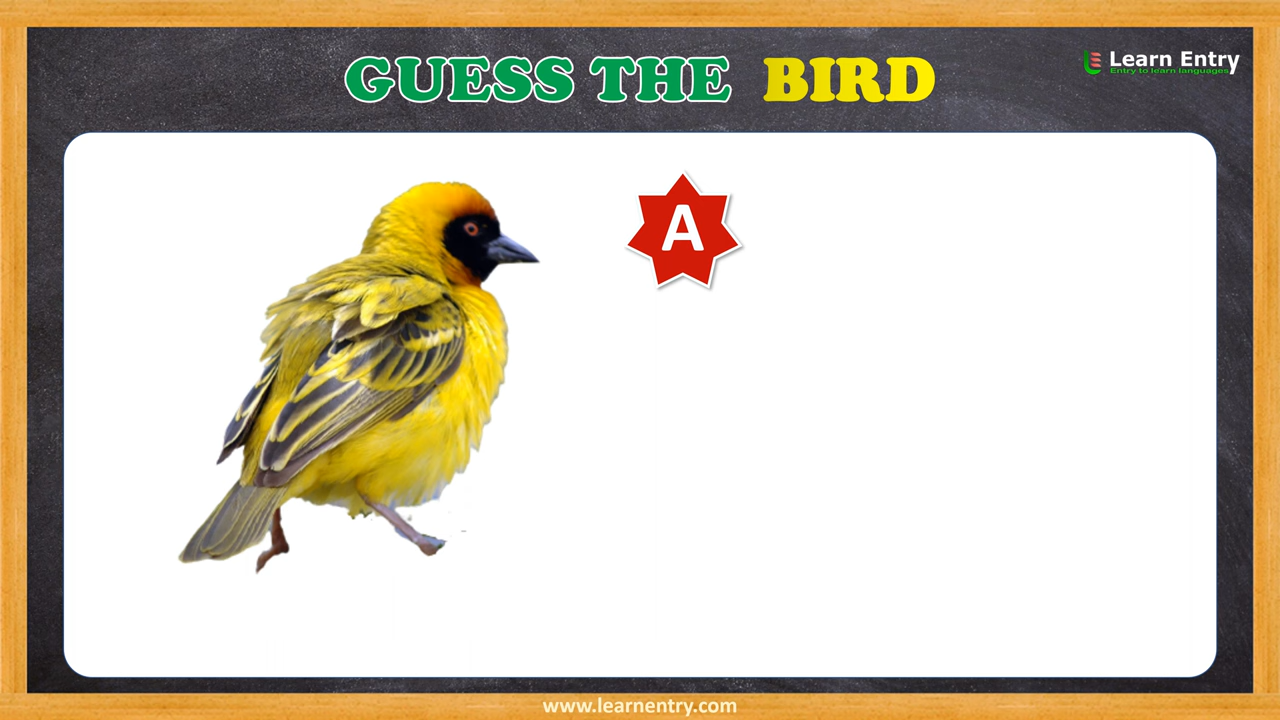 GUESS THE BIRD
Learn Entry
Entry to learn languages
A
www.learnentry.com